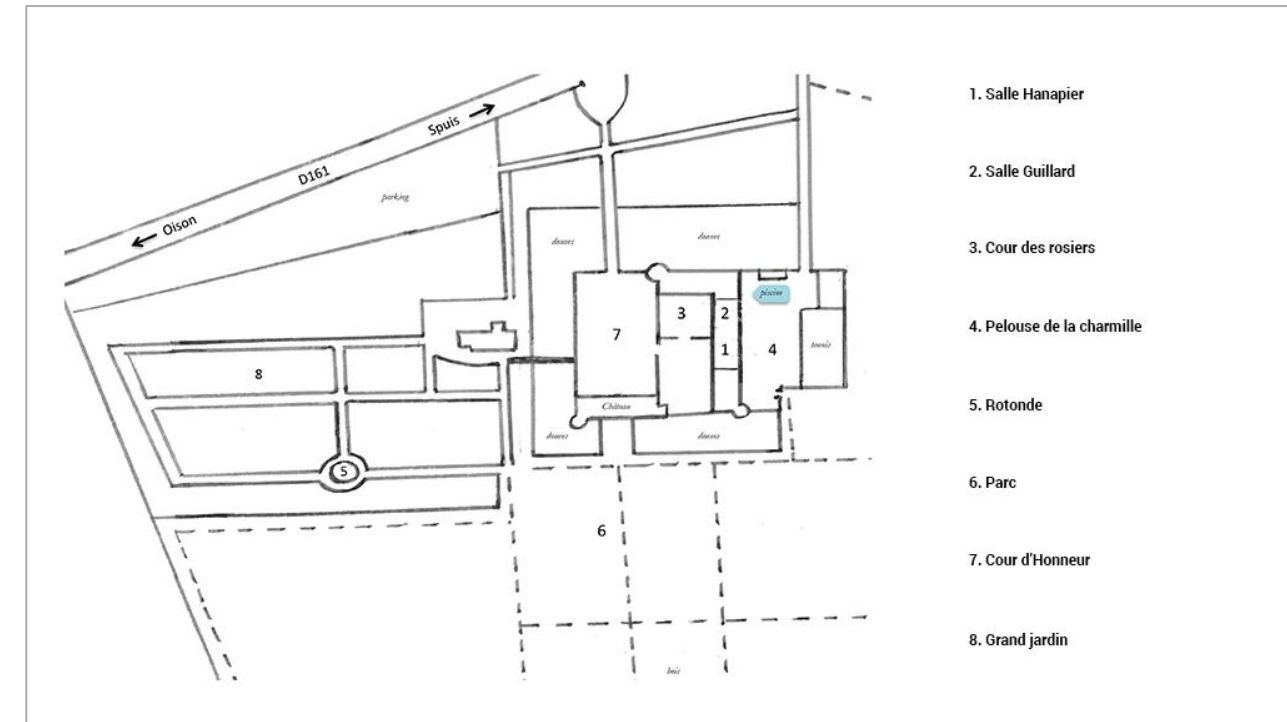 Spuis
D161
Oison
parking
douves
douves
piscine
3
2
7
1
4
tennis
8
Château
douves
douves
5
6
bois
1. Salle Hanapier
2. Salle Guillard
3. Cour des rosiers
4. Pelouse de la charmille
5. Rotonde
6. Parc
7. Cour d'Honneur
8. Grand jardin